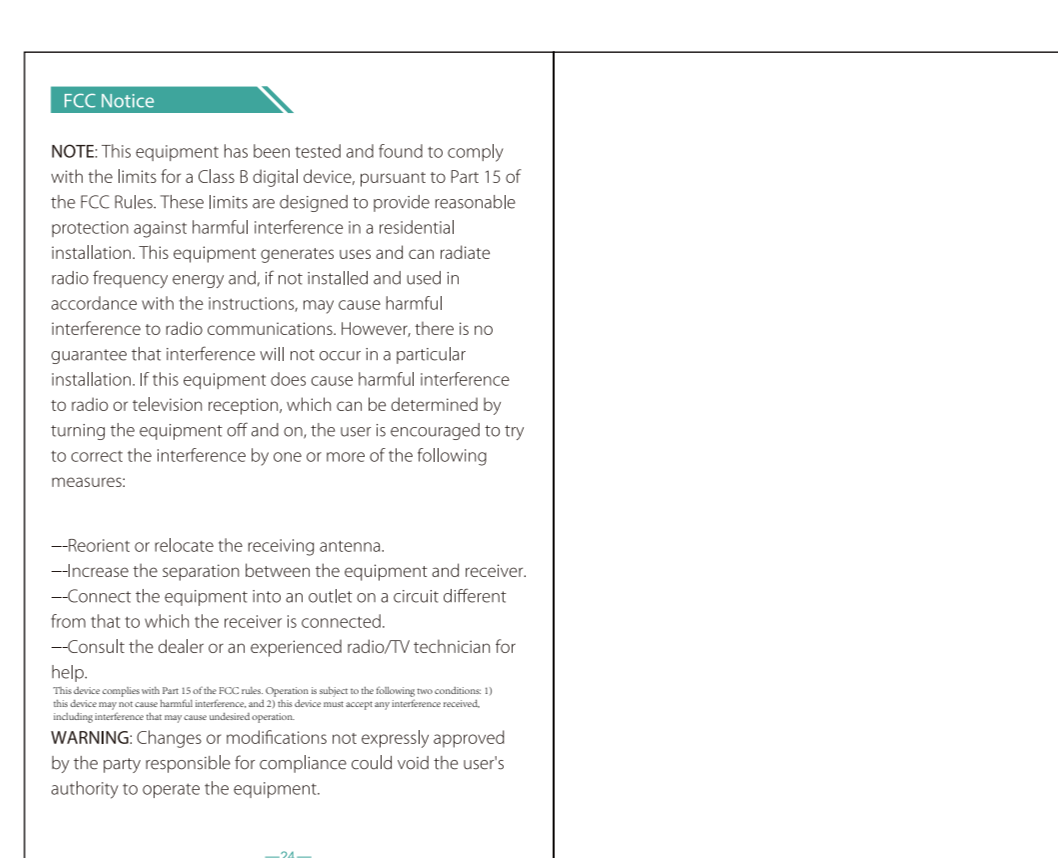 FCC Notice
NOTE: This equipment has been tested and found to comply
with the limits for a Class B digital device, pursuant to Part 15 of
the FCC Rules. These limits are designed to provide reasonable
protection against harmful interference in a residential
installation. This equipment generates uses and can radiate
radio frequency energy and, if not installed and used in
accordance with the instructions, may cause harmful
interference to radio communications. However, there is no
guarantee that interference will not occur in a particular
installation. If this equipment does cause harmful interference
to radio or television reception, which can be determined by
turning the equipment off and on, the user is encouraged to try
to correct the interference by one or more of the following
measures:
—-Reorient or relocate the receiving antenna.
—-Increase the separation between the equipment and receiver.
—-Connect the equipment into an outlet on a circuit different
from that to which the receiver is connected.
—-Consult the dealer or an experienced radio/TV technician for
help.
This device complies with Part 15 of the FCC rules. Operation is subject to the following two conditions: 1)
this device may not cause harmful interference, and 2) this device must accept any interference received,
including interference that may cause undesired operation.
WARNING: Changes or modifications not expressly approved
by the party responsible for compliance could void the user's
authority to operate the equipment.
—24—